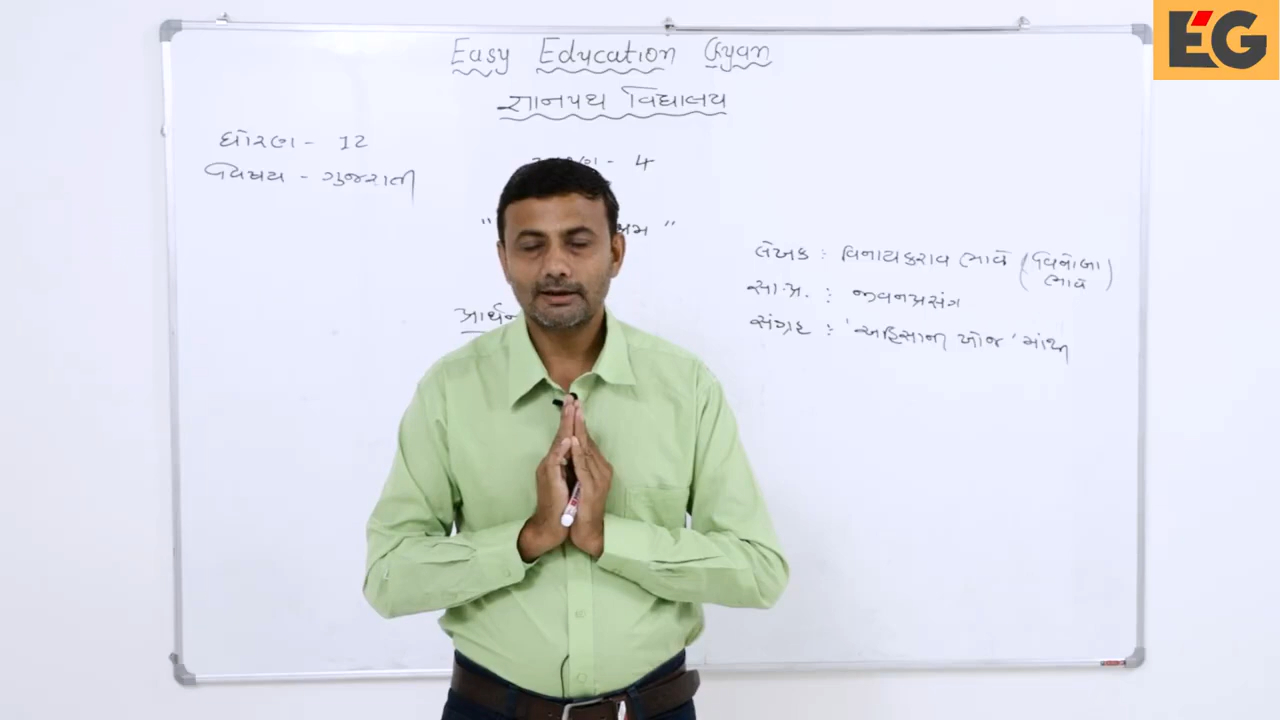 EG
Easy Education Gyan
જ્ઞાનપથ વિદ્યાલય
ધોરણ - 12
વિષય - ગુજરાતી
- 4
" "
લેખક : વિનાયકરાવ ભાવે (વિનોબા ભાવે)
સા.પ્ર. : જીવનપ્રસંગ
સંગ્રહ : 'અહિંસાની ખોજ' માંથી